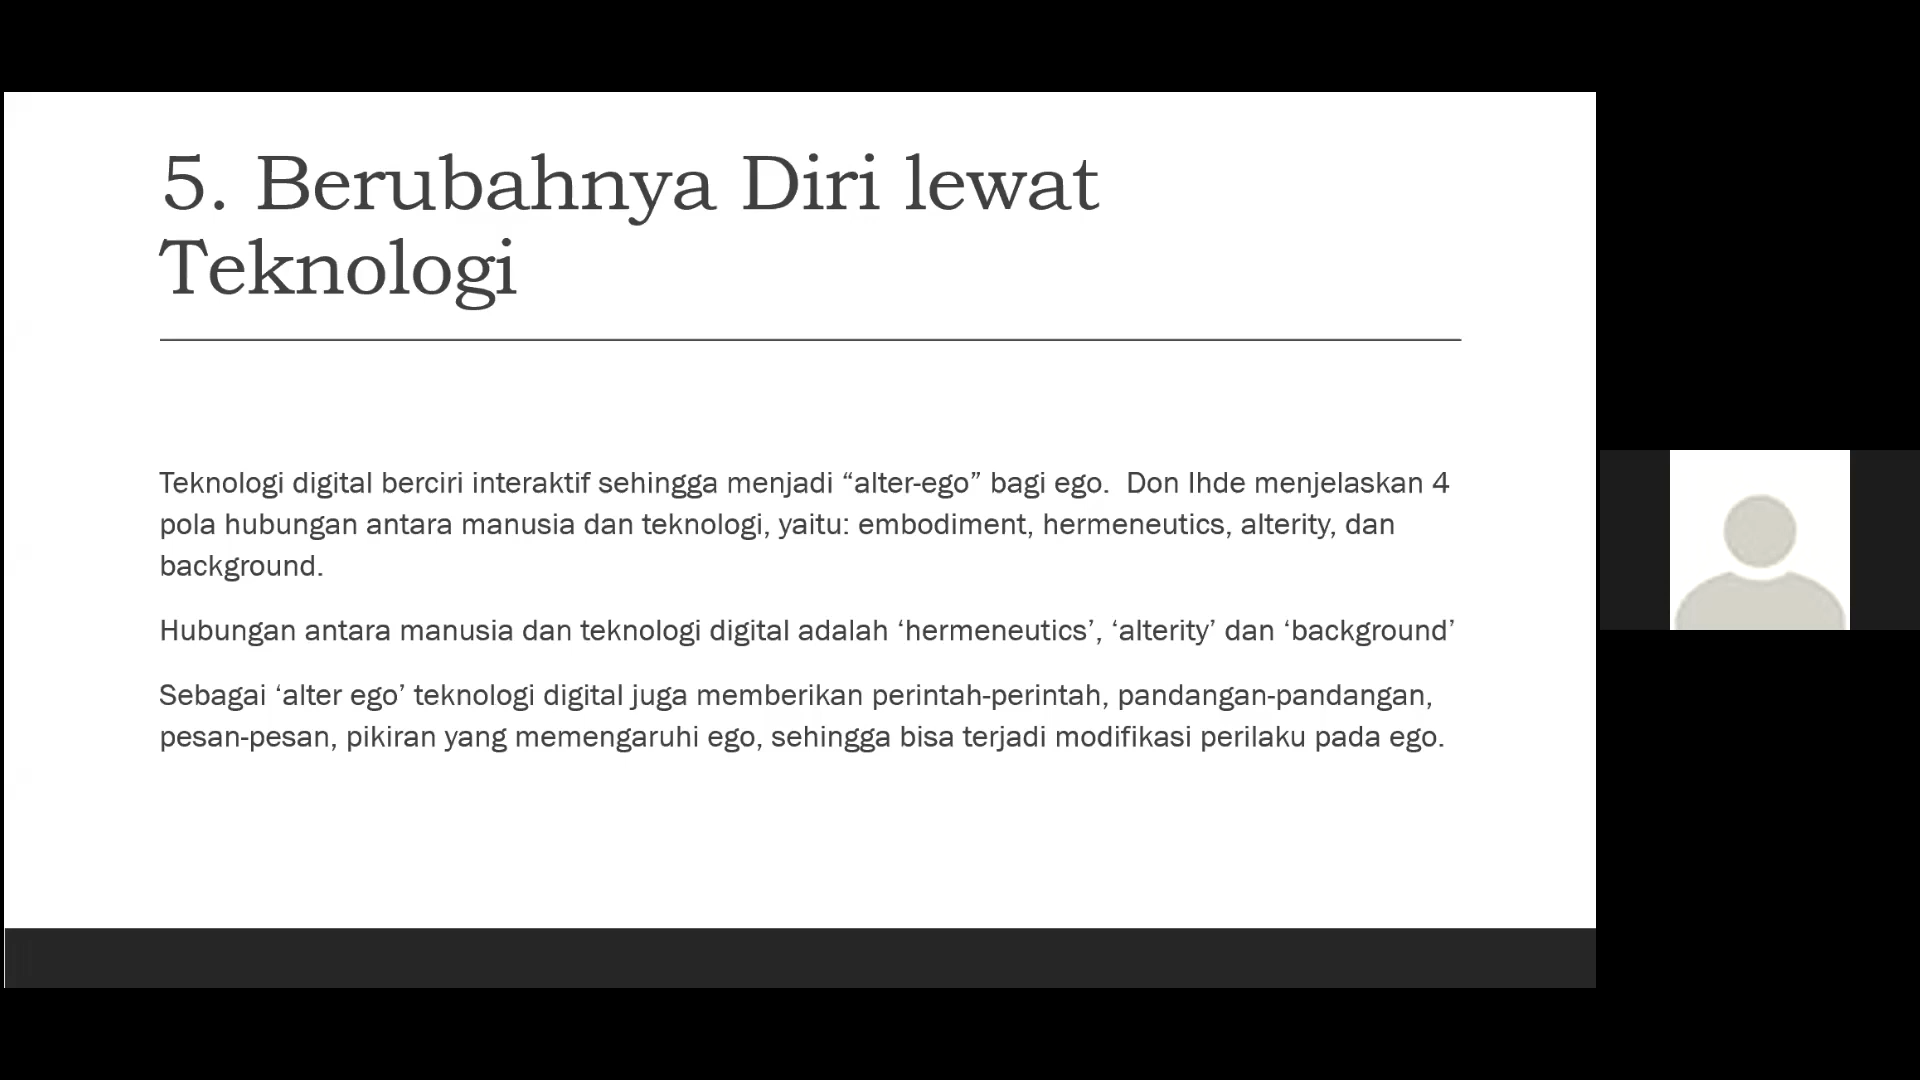 5. Berubahnya Diri lewat
Teknologi
Teknologi digital berciri interaktif sehingga menjadi “alter-ego” bagi ego.  Don Ihde menjelaskan 4
pola hubungan antara manusia dan teknologi, yaitu: embodiment, hermeneutics, alterity, dan
background.
Hubungan antara manusia dan teknologi digital adalah ‘hermeneutics’, ‘alterity’ dan ‘background’
Sebagai ‘alter ego’ teknologi digital juga memberikan perintah-perintah, pandangan-pandangan,
pesan-pesan, pikiran yang memengaruhi ego, sehingga bisa terjadi modifikasi perilaku pada ego.